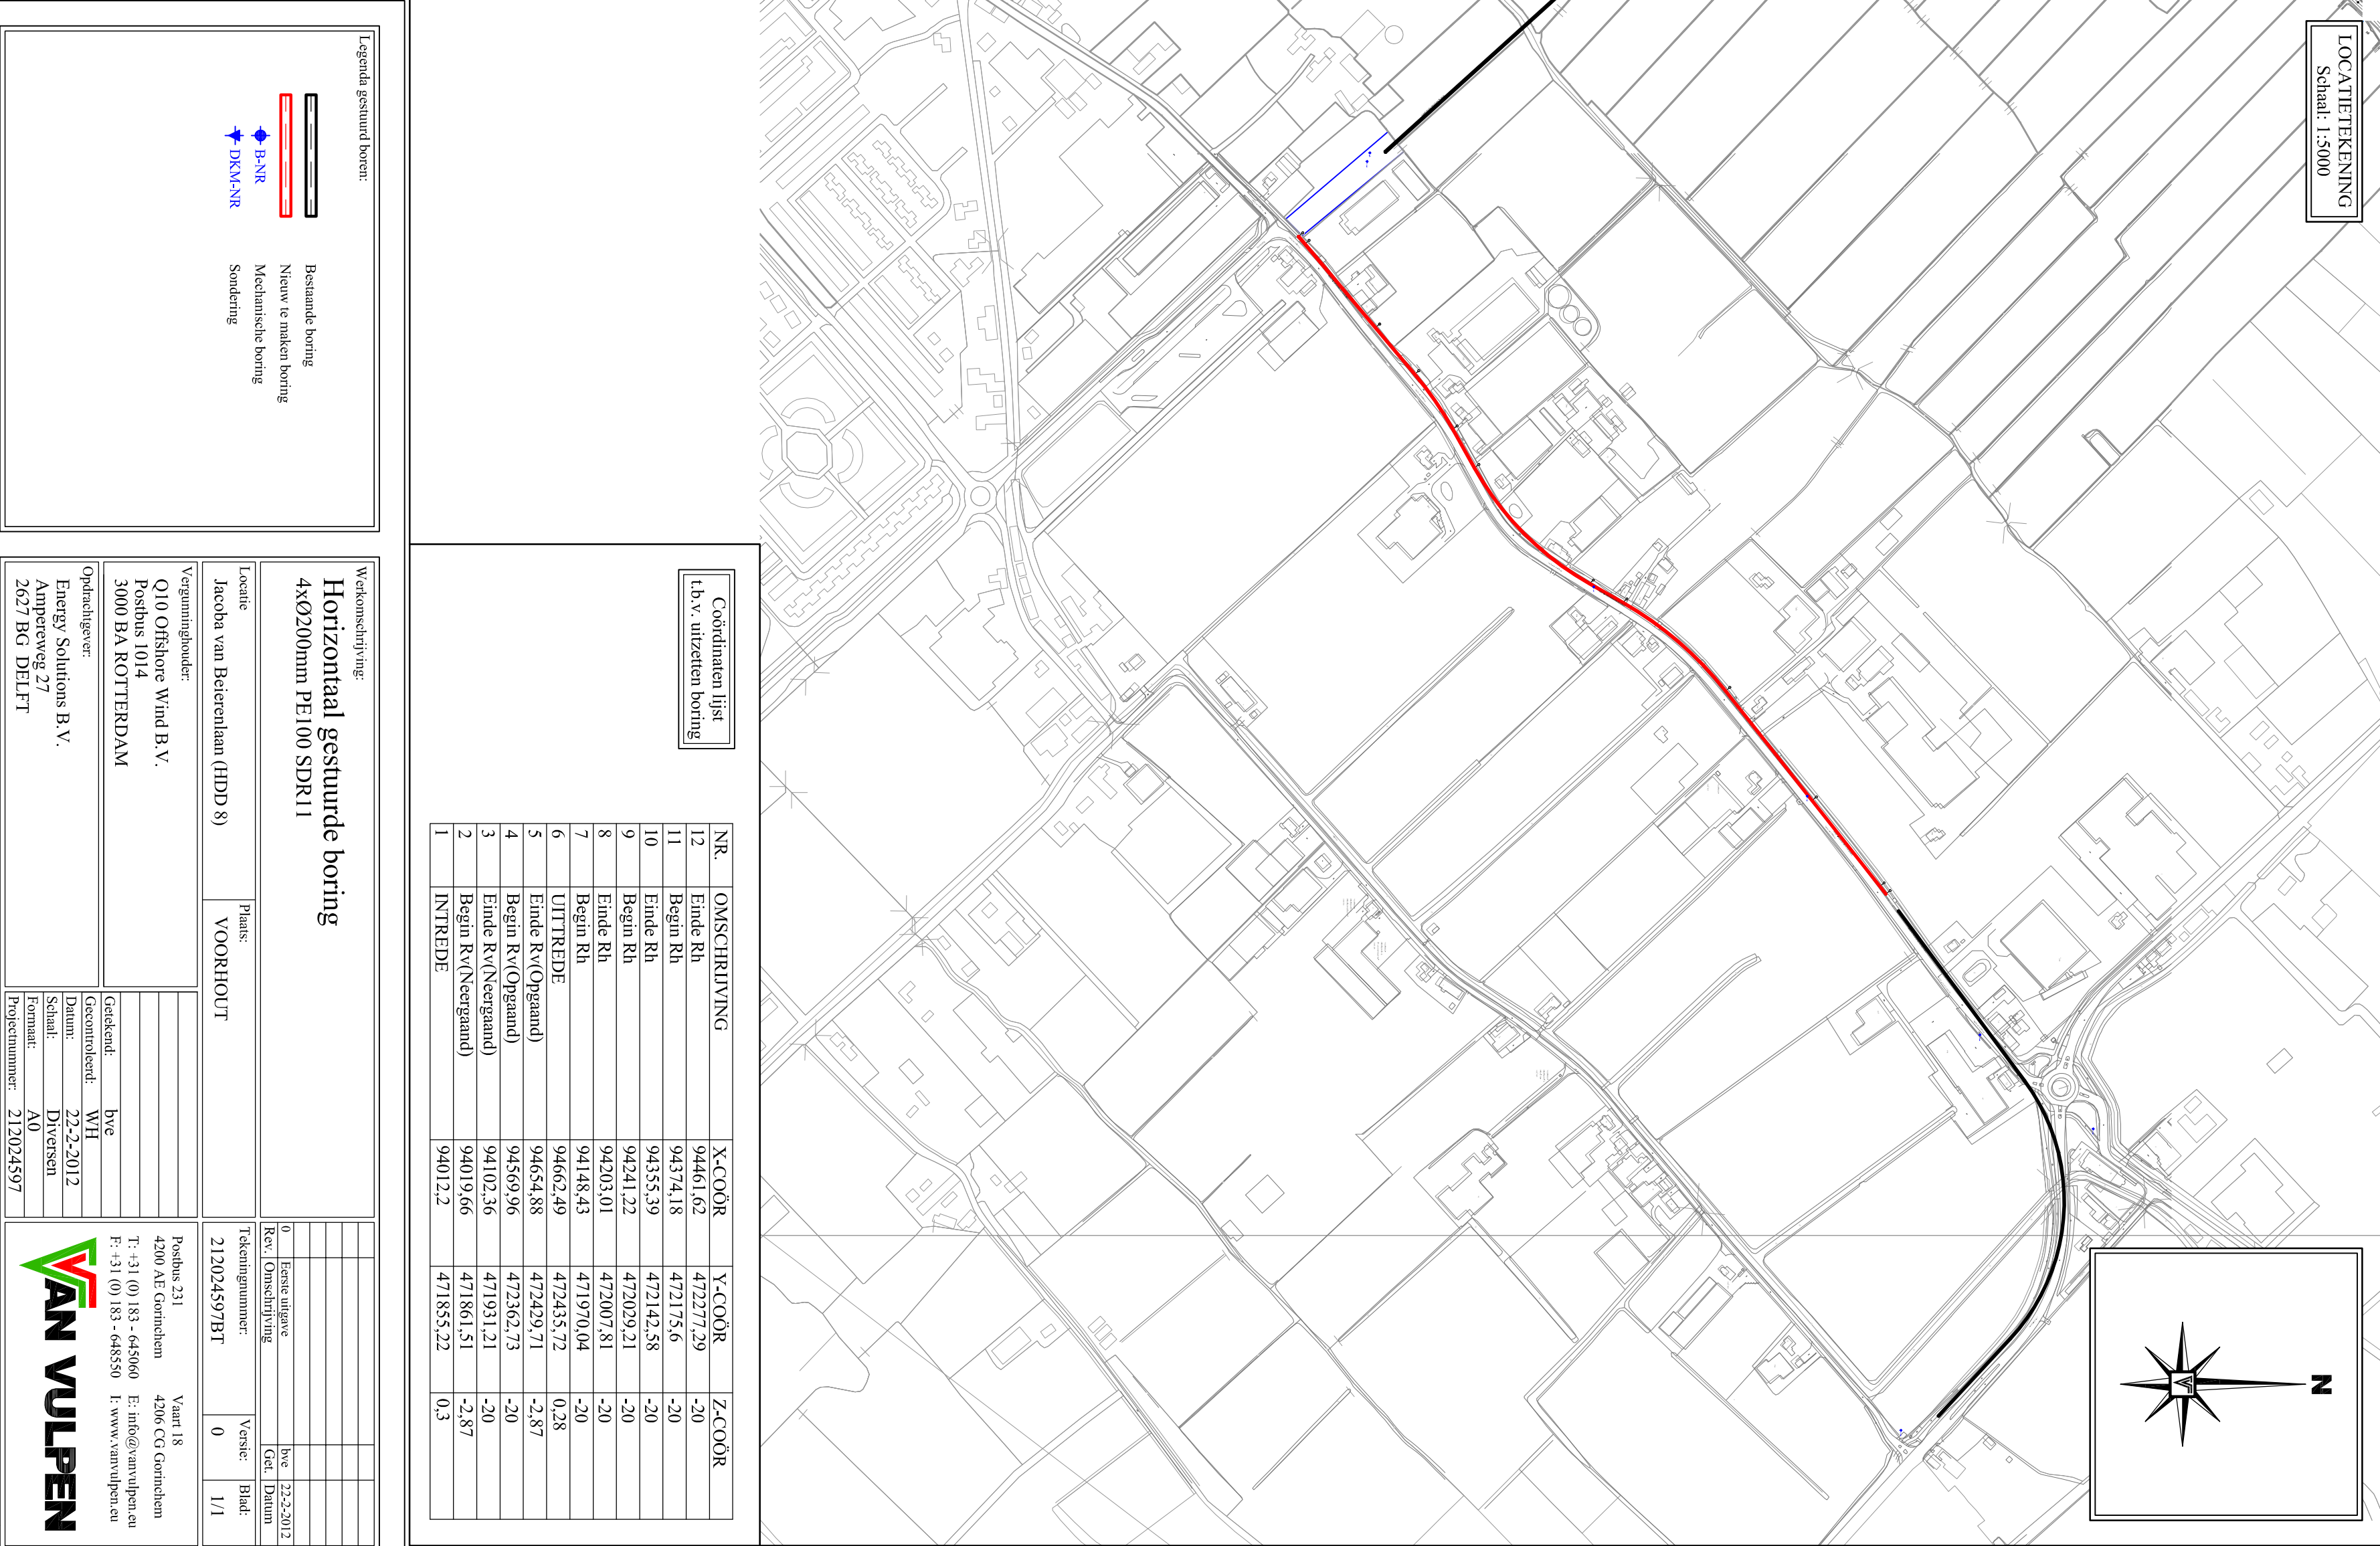 LOCATIETEKENING
Schaal: 1:5000
N
Coördinaten lijst
t.b.v. uitzetten boring
NR. OMSCHRIJVING X-COÖR Y-COÖR Z-COÖR
12 Einde Rh 94461,62 472277,29 -20
11 Begin Rh 94374,18 472175,6 -20
10 Einde Rh 94355,39 472142,58 -20
9 Begin Rh 94241,22 472029,21 -20
8 Einde Rh 94203,01 472007,81 -20
7 Begin Rh 94148,43 471970,04 -20
6 UITTREDE 94662,49 472435,72 0,28
5 Einde Rv(Opgaand) 94654,88 472429,71 -2,87
4 Begin Rv(Opgaand) 94569,96 472362,73 -20
3 Einde Rv(Neergaand) 94102,36 471931,21 -20
2 Begin Rv(Neergaand) 94019,66 471861,51 -2,87
1 INTREDE 94012,2 471855,22 0,3
Legenda gestuurd boren:
Bestaande boring
Nieuw te maken boring
B-NR Mechanische boring
DKM-NR Sondering
Werkomschrijving:
Horizontaal gestuurde boring
4xØ200mm PE100 SDR11
Locatie
Jacoba van Beierenlaan (HDD 8)
Plaats:
VOORHOUT
Vergunninghouder:
Q10 Offshore Wind B.V.
Postbus 1014
3000 BA ROTTERDAM
Opdrachtgever:
Energy Solutions B.V.
Ampereweg 27
2627 BG DELFT
Getekend: bve
Gecontroleerd: WH
Datum: 22-2-2012
Schaal: Diversen
Formaat: A0
Projectnummer: 212024597
0 Eerste uitgave bve 22-2-2012
Rev. Omschrijving Get. Datum
Tekeningnummer: Versie: Blad:
212024597BT 0 1/1
Postbus 231 Vaart 18
4200 AE Gorinchem 4206 CG Gorinchem
T: +31 (0) 183 - 645060 E: info@vanvulpen.eu
F: +31 (0) 183 - 648550 I: www.vanvulpen.eu
VAN VULPEN